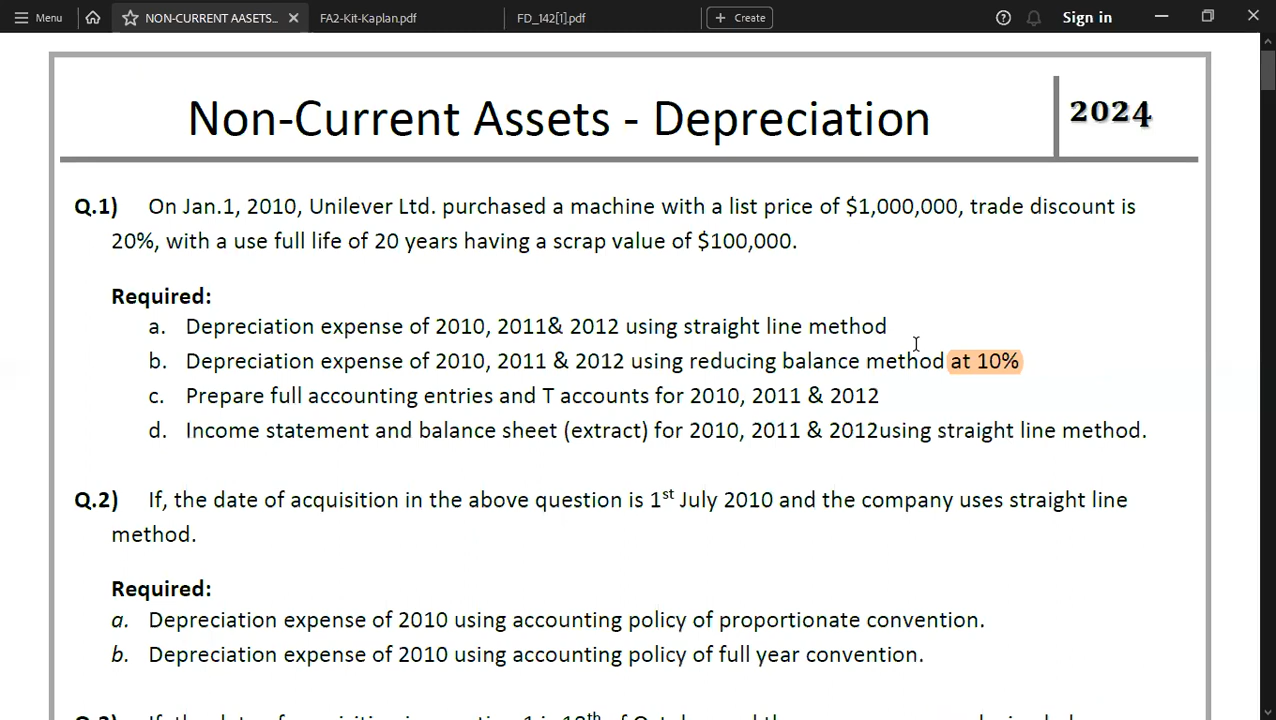 Menu NON-CURRENT AASETS... FA2-Kit-Kaplan.pdf FD_142[1].pdf + Create Sign in
Non-Current Assets - Depreciation 2024
Q.1) On Jan.1, 2010, Unilever Ltd. purchased a machine with a list price of $1,000,000, trade discount is
20%, with a use full life of 20 years having a scrap value of $100,000.
Required:
a. Depreciation expense of 2010, 2011& 2012 using straight line method
b. Depreciation expense of 2010, 2011 & 2012 using reducing balance method at 10%
c. Prepare full accounting entries and T accounts for 2010, 2011 & 2012
d. Income statement and balance sheet (extract) for 2010, 2011 & 2012using straight line method.
Q.2) If, the date of acquisition in the above question is 1st July 2010 and the company uses straight line
method.
Required:
a. Depreciation expense of 2010 using accounting policy of proportionate convention.
b. Depreciation expense of 2010 using accounting policy of full year convention.